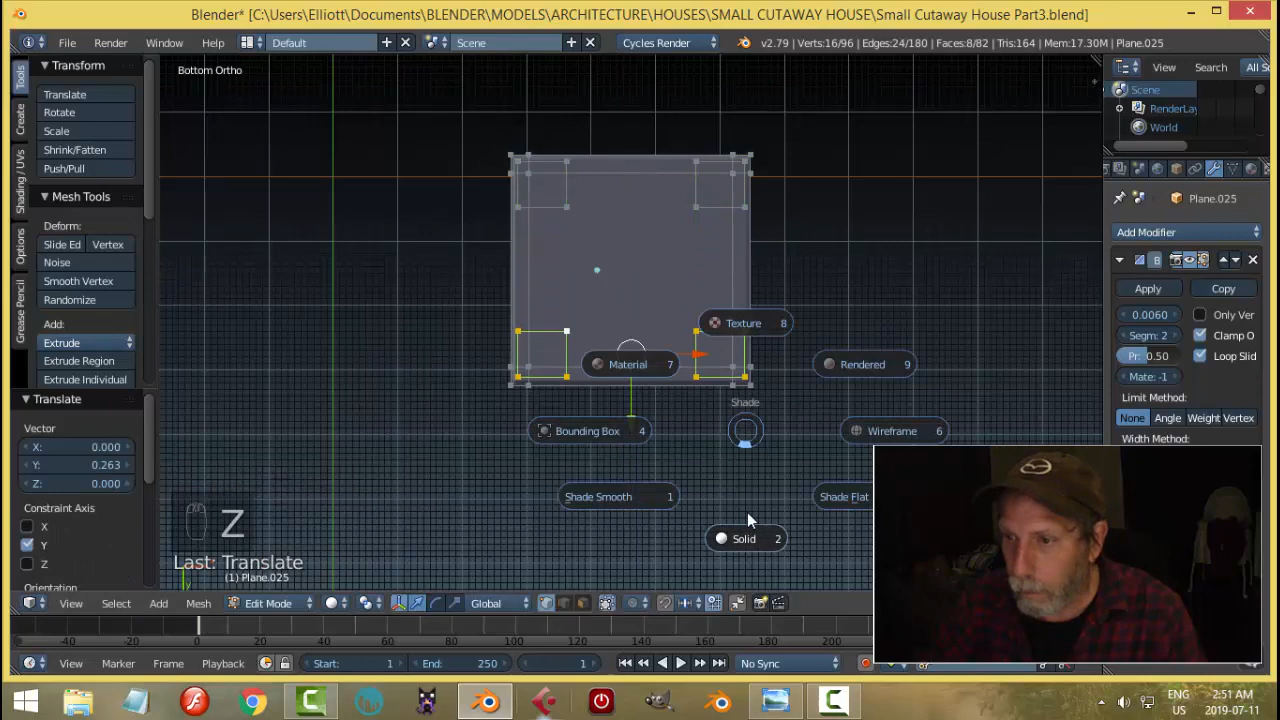 Blender* [C:\Users\Elliott\Documents\BLENDER\MODELS\ARCHITECTURE\HOUSES\SMALL CUTAWAY HOUSE\Small Cutaway House Part3.blend]
File Render Window Help Default Scene Cycles Render v2.79 | Verts:16/96 | Edges:24/180 | Faces:8/82 | Tris:164 | Mem:17.30M | Plane.025
Transform
Translate
Rotate
Scale
Shrink/Fatten
Push/Pull
Mesh Tools
Deform:
Slide Ed Vertex
Noise
Smooth Vertex
Randomize
Add:
Extrude
Extrude Region
Extrude Individual
Tools
Create
Shading / UVs
Options
Grease Pencil
Translate
Vector
X: 0.000
Y: 0.263
Z: 0.000
Constraint Axis
X
Y
Z
Orientation
Bottom Ortho
Texture 8
Material 7
Rendered 9
Shade
Bounding Box 4
Wireframe 6
Shade Smooth 1
Shade Flat
Solid 2
Z
Last: Translate
(1) Plane.025
View Search All Sc
Scene
RenderLay
World
Plane.025
Add Modifier
B
Apply Copy
0.0060 Only Ver
Segm: 2 Clamp O
Pr: 0.50 Loop Slid
Mate: -1
Limit Method:
None Angle Weight Vertex
Width Method:
View Select Add Mesh Edit Mode Global
-40 -20 0 100 120 140 160 180 200
View Marker Frame Playback Start: 1 End: 250 1 No Sync
ENG 2:51 AM
US 2019-07-11